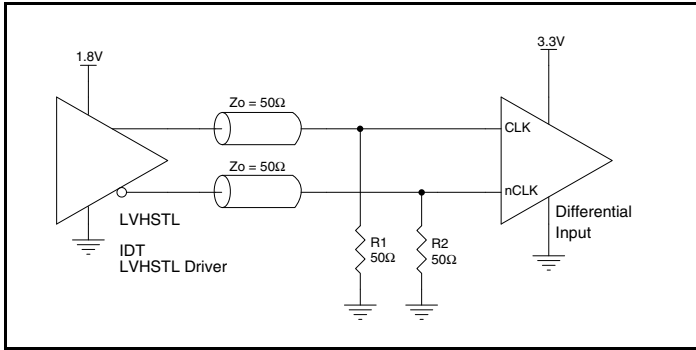 1.8V
3.3V
Zo = 50Ω
CLK
Zo = 50Ω
nCLK
LVHSTL
IDT
LVHSTL Driver
R1
50Ω
R2
50Ω
Differential
Input